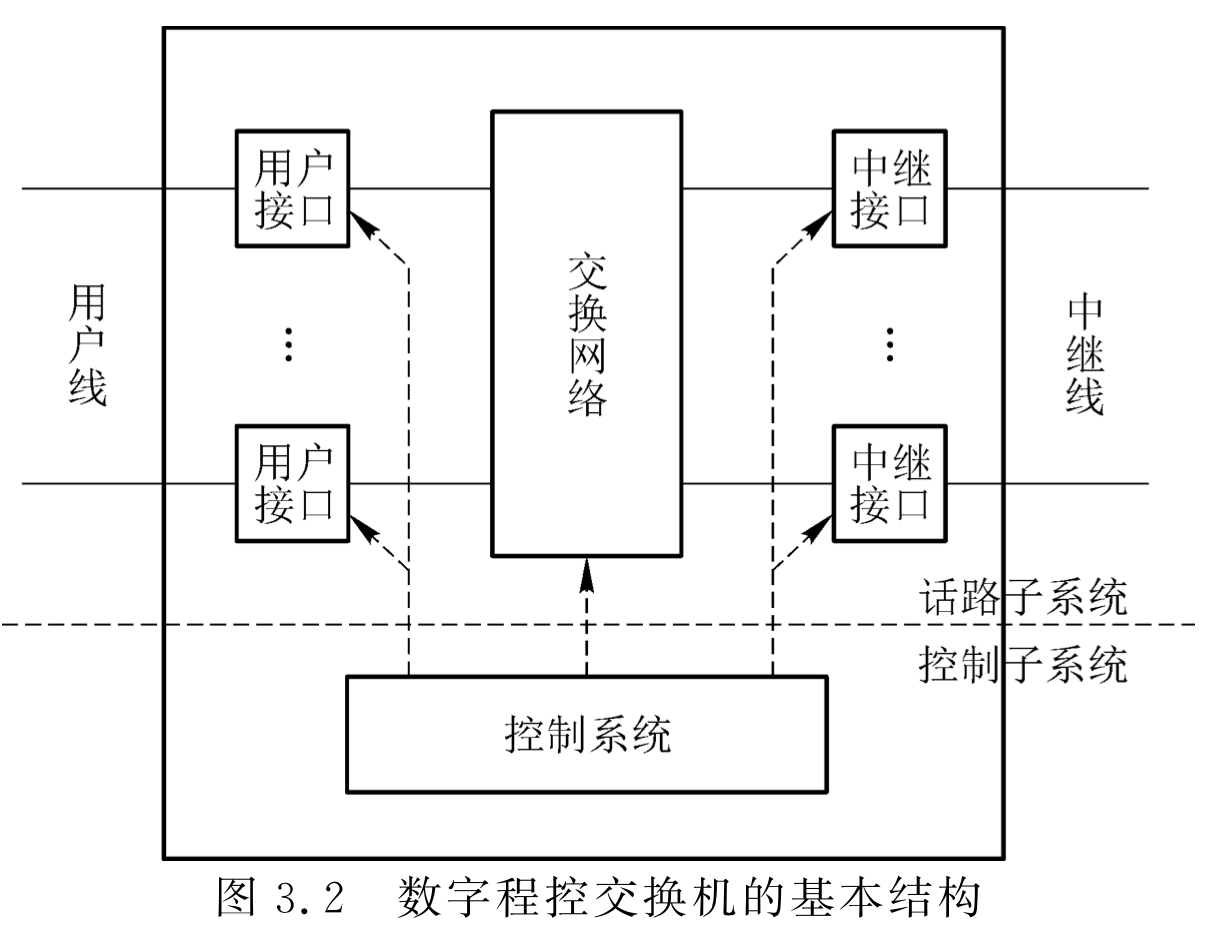 用户
接口
中继
接口
用户线
交换网络
中继线
用户
接口
中继
接口
话路子系统
控制子系统
控制系统
图 3.2 数字程控交换机的基本结构